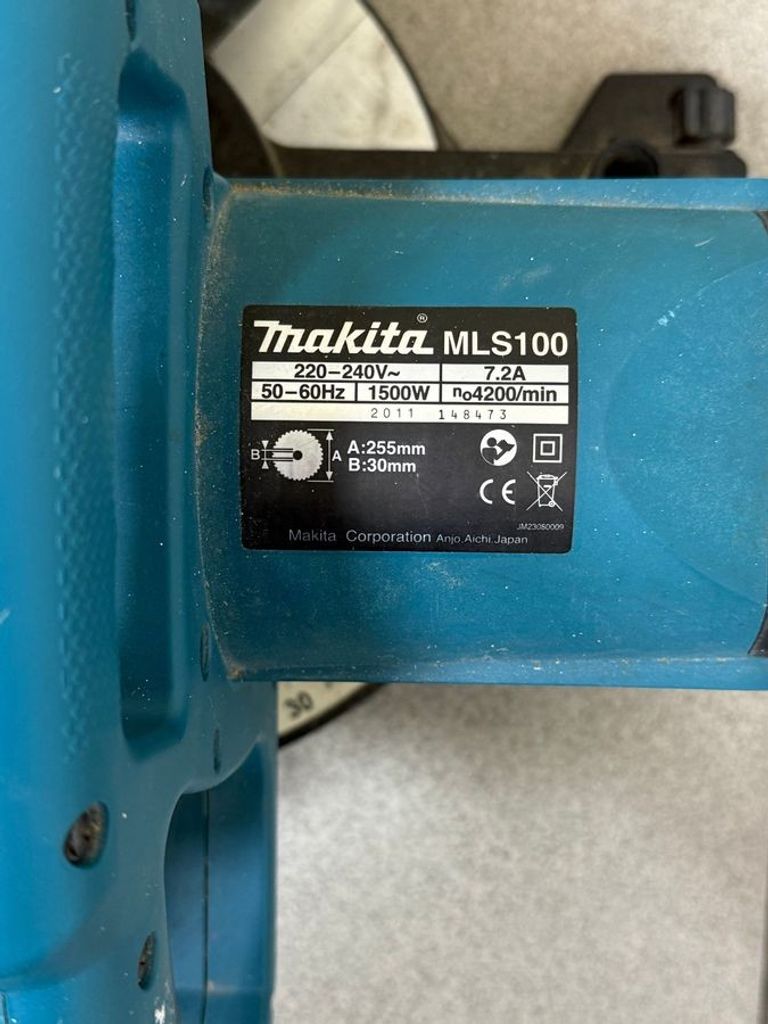 makita® MLS100
220-240V~ 7.2A
50-60Hz 1500W n₀4200/min
2011 148473
B A A:255mm
B:30mm
CE
JM23080009
Makita Corporation Anjo,Aichi,Japan
30